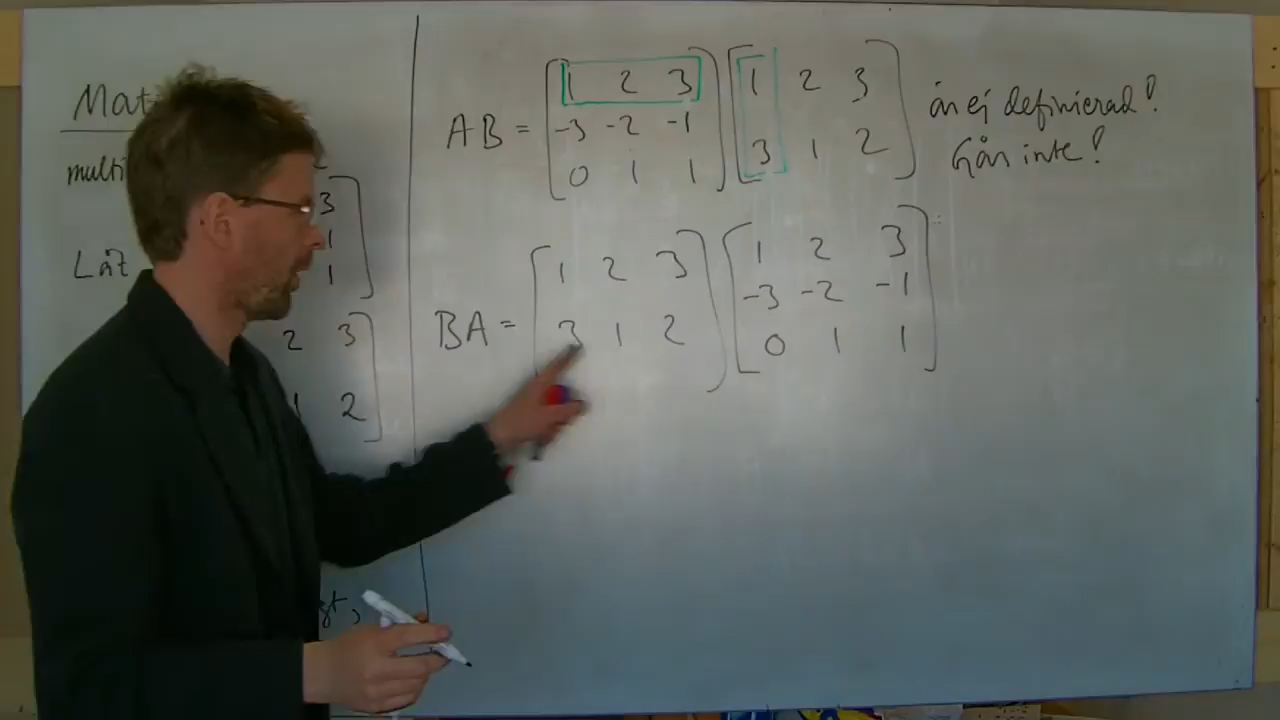 Mat
multi
3
1
Låt 1
2 3
1 2
st,
AB = [1 2 3] [1 2 3] är ej definierad!
-3 -2 -1
0 1 1 3 1 2 Går inte!
BA = [1 2 3] [1 2 3]
-3 -2 -1
3 1 2 0 1 1